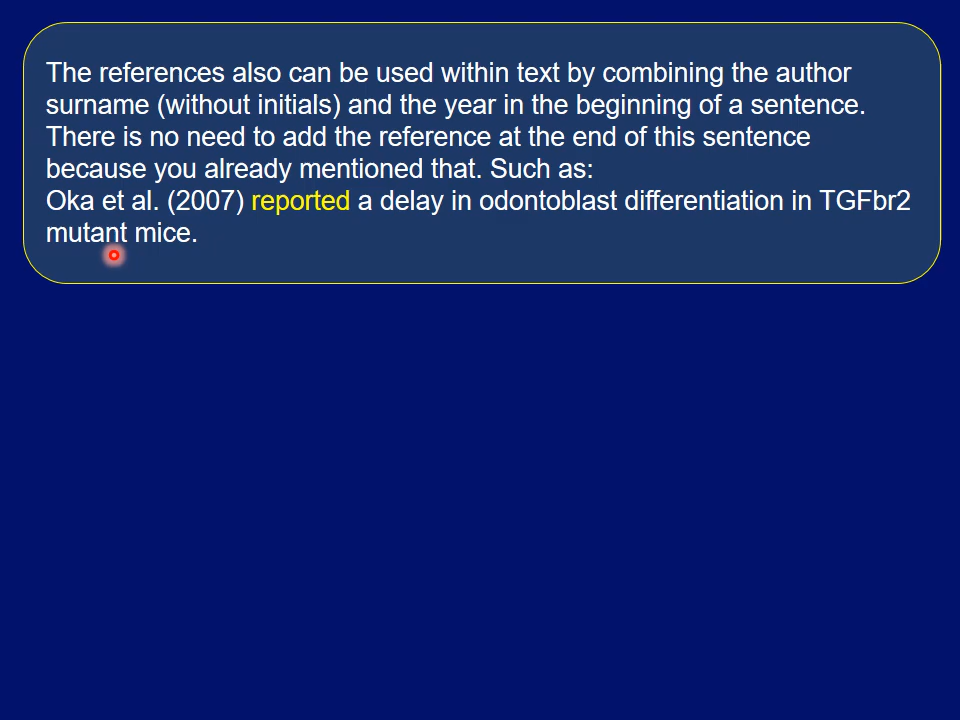 The references also can be used within text by combining the author
surname (without initials) and the year in the beginning of a sentence.
There is no need to add the reference at the end of this sentence
because you already mentioned that. Such as:
Oka et al. (2007) reported a delay in odontoblast differentiation in TGFbr2
mutant mice.